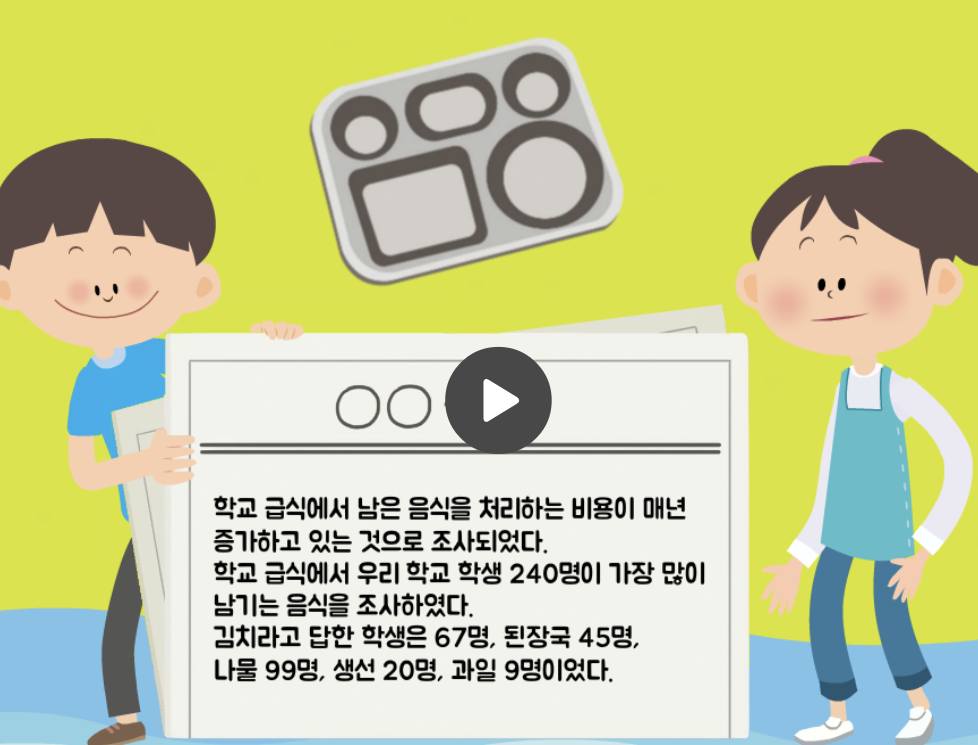 ○○
학교 급식에서 남은 음식을 처리하는 비용이 매년
증가하고 있는 것으로 조사되었다.
학교 급식에서 우리 학교 학생 240명이 가장 많이
남기는 음식을 조사하였다.
김치라고 답한 학생은 67명, 된장국 45명,
나물 99명, 생선 20명, 과일 9명이었다.